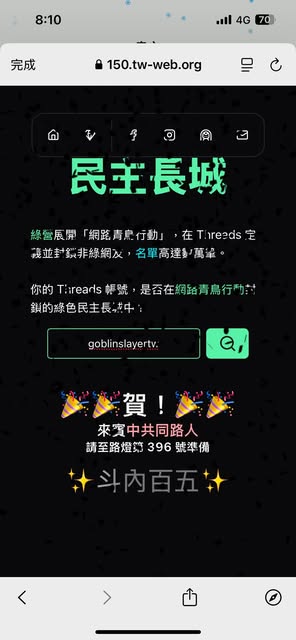 8:10
4G 70
完成
150.tw-web.org
民主長城
綠營展開「網路青鳥行動」，在 Threads 定
義並封鎖非綠網友，名單高達數萬筆。
你的 Threads 帳號，是否在網路青鳥行動封
鎖的綠色民主長城中：
goblinslayertv.
🎉🎉賀！🎉🎉
來賓中共同路人
請至路燈第 396 號準備
✨斗內百五✨